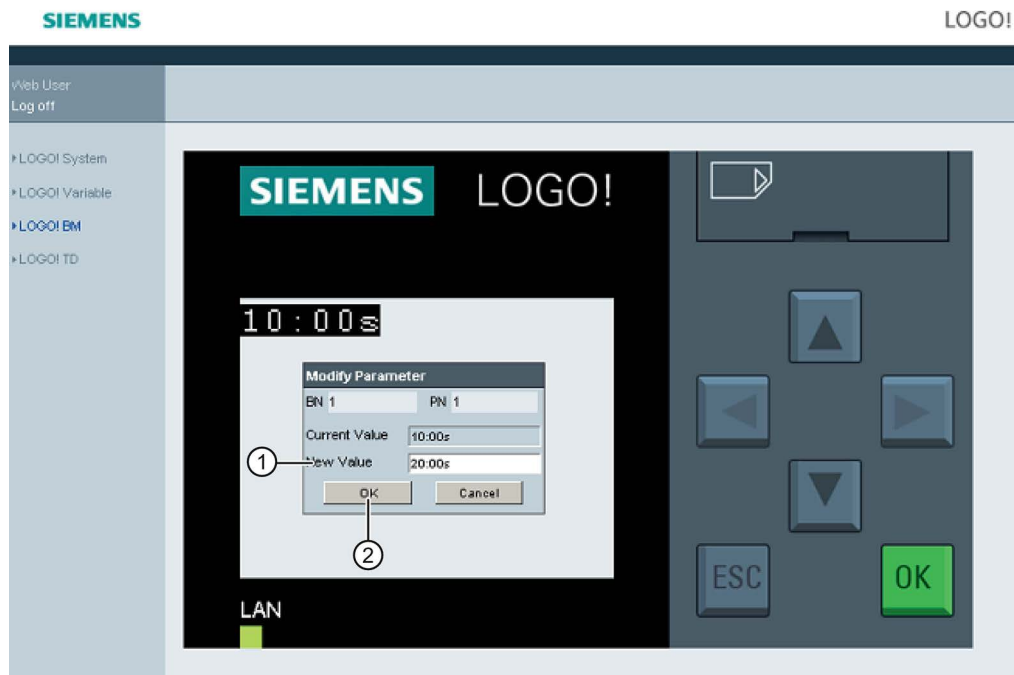 SIEMENS
LOGO!
Web User
Log off
LOGO! System
LOGO! Variable
LOGO! BM
LOGO! TD
SIEMENS LOGO!
10:00s
Modify Parameter
BN 1 PN 1
Current Value 10:00s
1 New Value 20:00s
OK Cancel
2
ESC OK
LAN